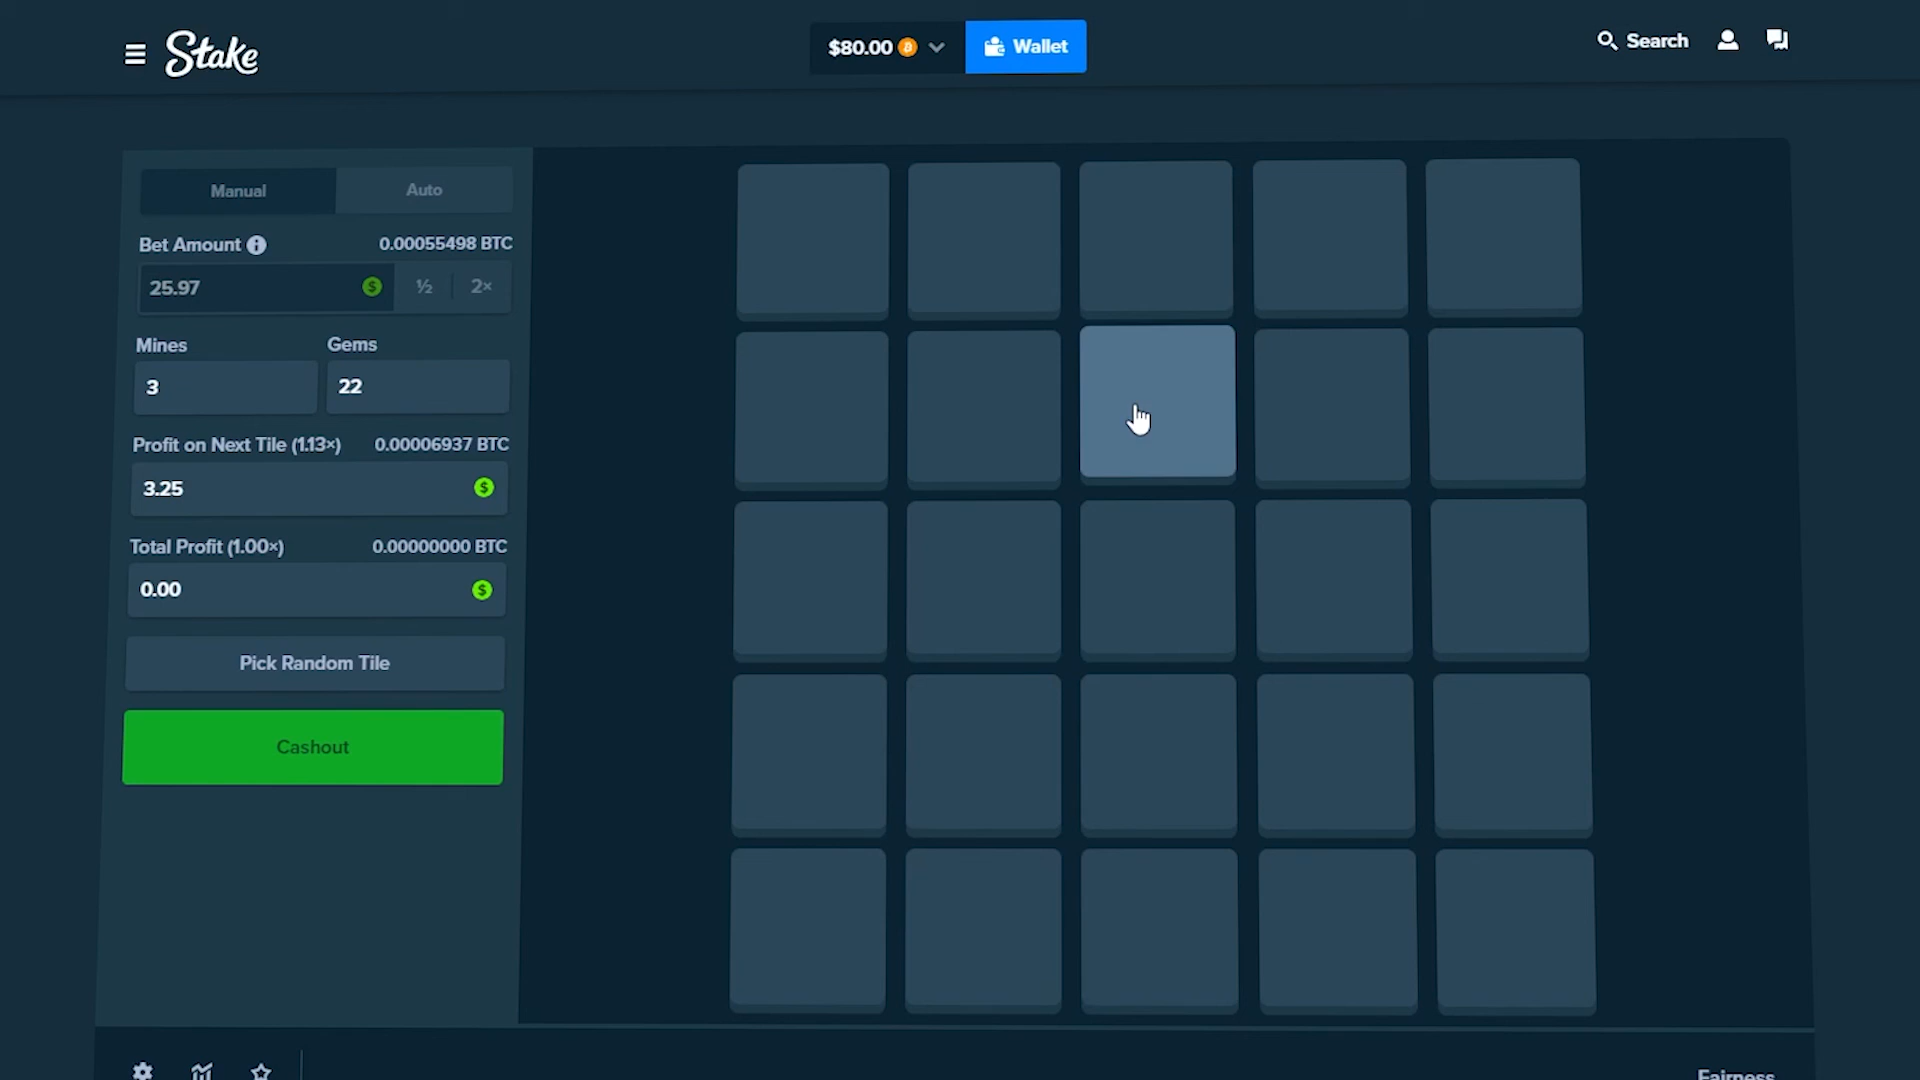 Stake
$80.00
Wallet
Search
Manual
Auto
Bet Amount
0.00055498 BTC
25.97
½
2×
Mines
Gems
3
22
Profit on Next Tile (1.13×)
0.00006937 BTC
3.25
Total Profit (1.00×)
0.00000000 BTC
0.00
Pick Random Tile
Cashout
Fairness